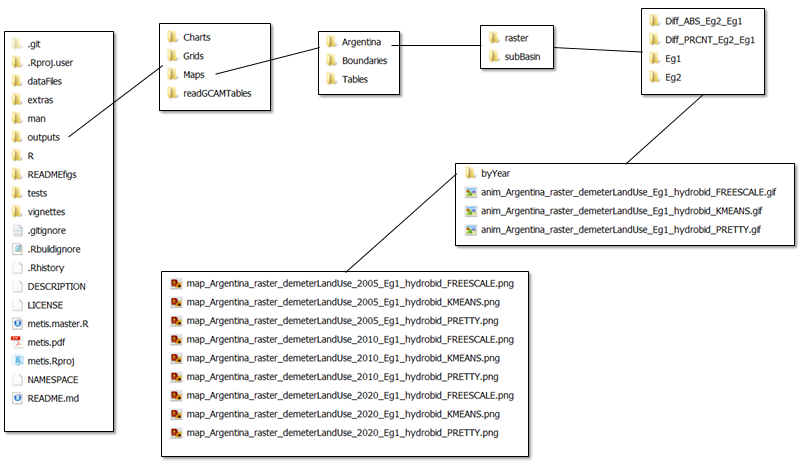 .git
.Rproj.user
dataFiles
extras
man
outputs
R
READMEfigs
tests
vignettes
.gitignore
.Rbuildignore
.Rhistory
DESCRIPTION
LICENSE
metis.master.R
metis.pdf
metis.Rproj
NAMESPACE
README.md
Charts
Grids
Maps
readGCAMTables
Argentina
Boundaries
Tables
raster
subBasin
Diff_ABS_Eg2_Eg1
Diff_PRCNT_Eg2_Eg1
Eg1
Eg2
byYear
anim_Argentina_raster_demeterLandUse_Eg1_hydrobid_FREESCALE.gif
anim_Argentina_raster_demeterLandUse_Eg1_hydrobid_KMEANS.gif
anim_Argentina_raster_demeterLandUse_Eg1_hydrobid_PRETTY.gif
map_Argentina_raster_demeterLandUse_2005_Eg1_hydrobid_FREESCALE.png
map_Argentina_raster_demeterLandUse_2005_Eg1_hydrobid_KMEANS.png
map_Argentina_raster_demeterLandUse_2005_Eg1_hydrobid_PRETTY.png
map_Argentina_raster_demeterLandUse_2010_Eg1_hydrobid_FREESCALE.png
map_Argentina_raster_demeterLandUse_2010_Eg1_hydrobid_KMEANS.png
map_Argentina_raster_demeterLandUse_2010_Eg1_hydrobid_PRETTY.png
map_Argentina_raster_demeterLandUse_2020_Eg1_hydrobid_FREESCALE.png
map_Argentina_raster_demeterLandUse_2020_Eg1_hydrobid_KMEANS.png
map_Argentina_raster_demeterLandUse_2020_Eg1_hydrobid_PRETTY.png